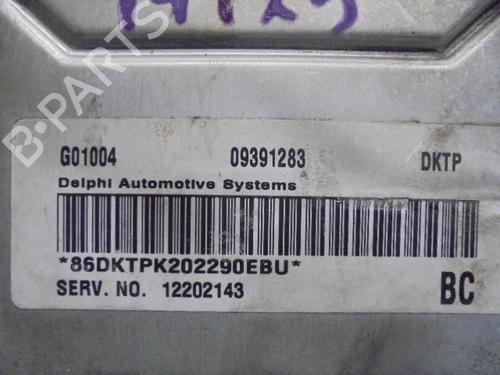 B-PARTS
G01004 09391283 DKTP
Delphi Automotive Systems
*86DKTPK202290EBU*
SERV. NO. 12202143 BC